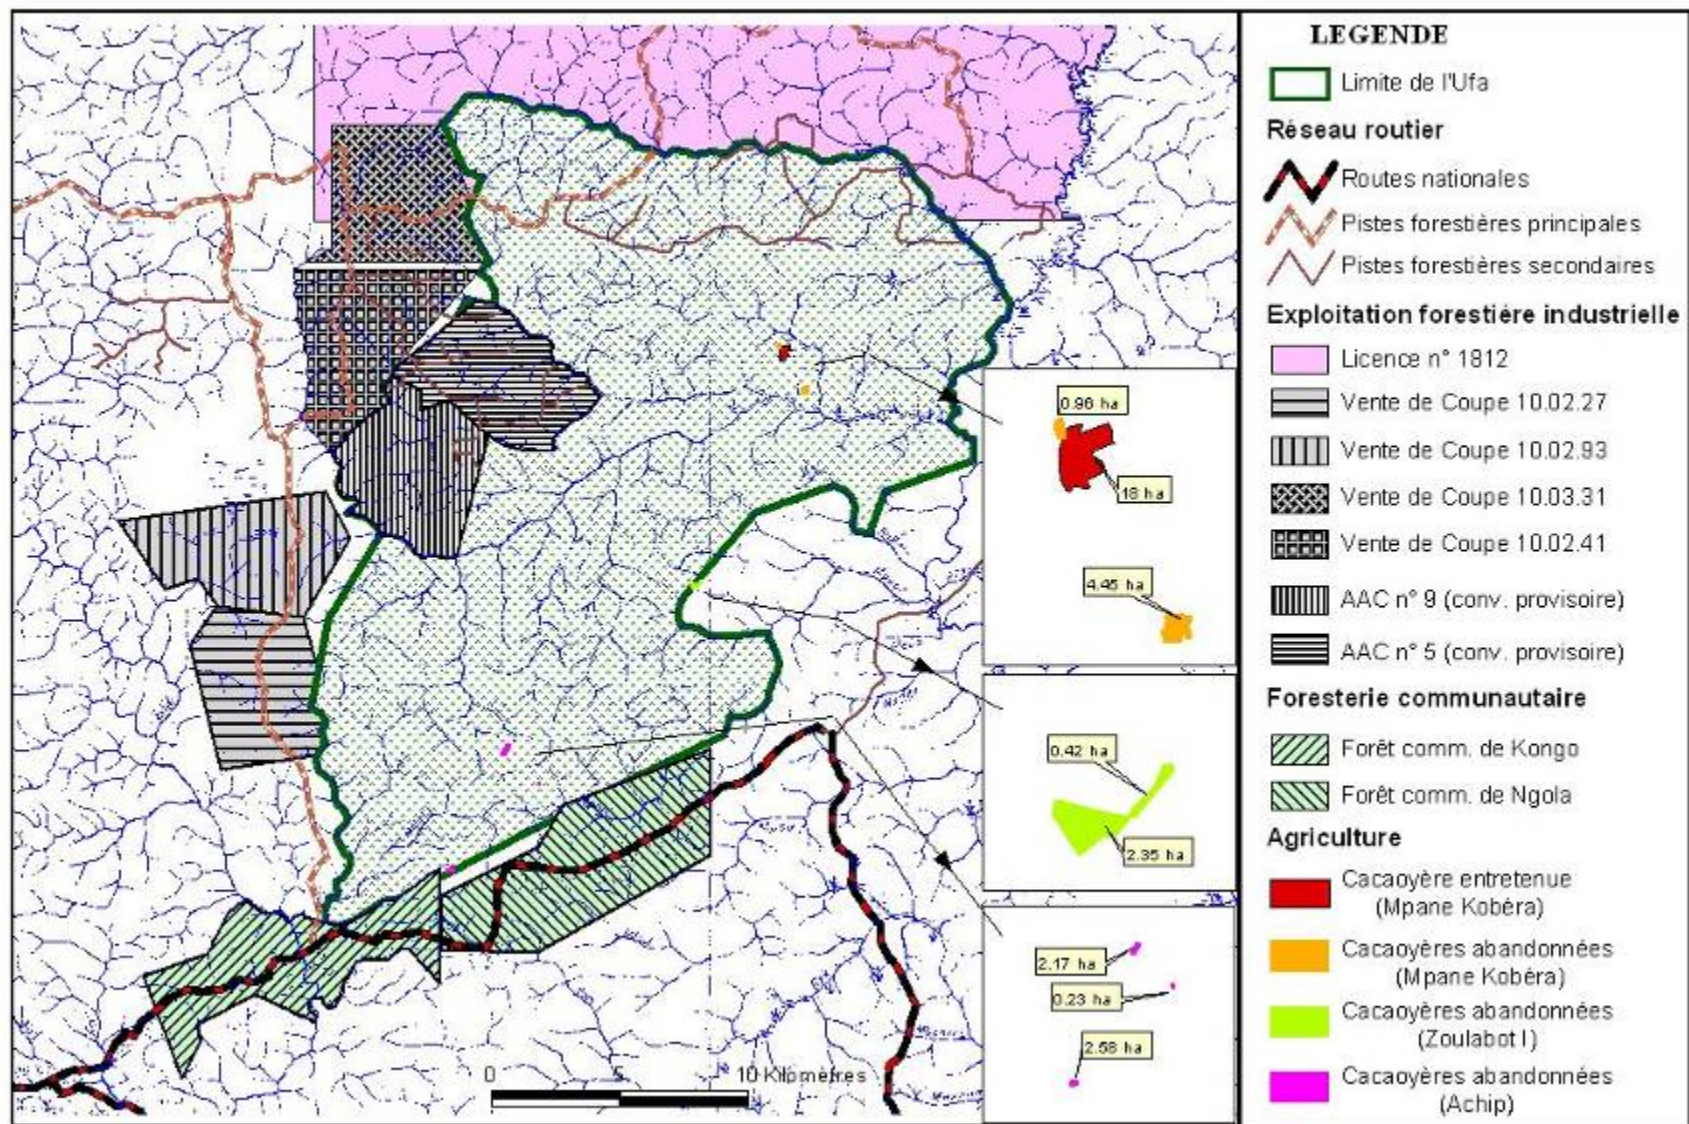 LEGENDE
Limite de l'Ufa
Réseau routier
Routes nationales
Pistes forestières principales
Pistes forestières secondaires
Exploitation forestière industrielle
Licence n° 1812
Vente de Coupe 10.02.27
Vente de Coupe 10.02.93
Vente de Coupe 10.03.31
Vente de Coupe 10.02.41
AAC n° 9 (conv. provisoire)
AAC n° 5 (conv. provisoire)
Foresterie communautaire
Forêt comm. de Kongo
Forêt comm. de Ngola
Agriculture
Cacaoyère entretenue
(Mpane Kobéra)
Cacaoyères abandonnées
(Mpane Kobéra)
Cacaoyères abandonnées
(Zoulabot I)
Cacaoyères abandonnées
(Achip)
0.96 ha
18 ha
4.45 ha
0.42 ha
2.35 ha
2.17 ha
0.23 ha
2.58 ha
0 5 10 Kilomètres